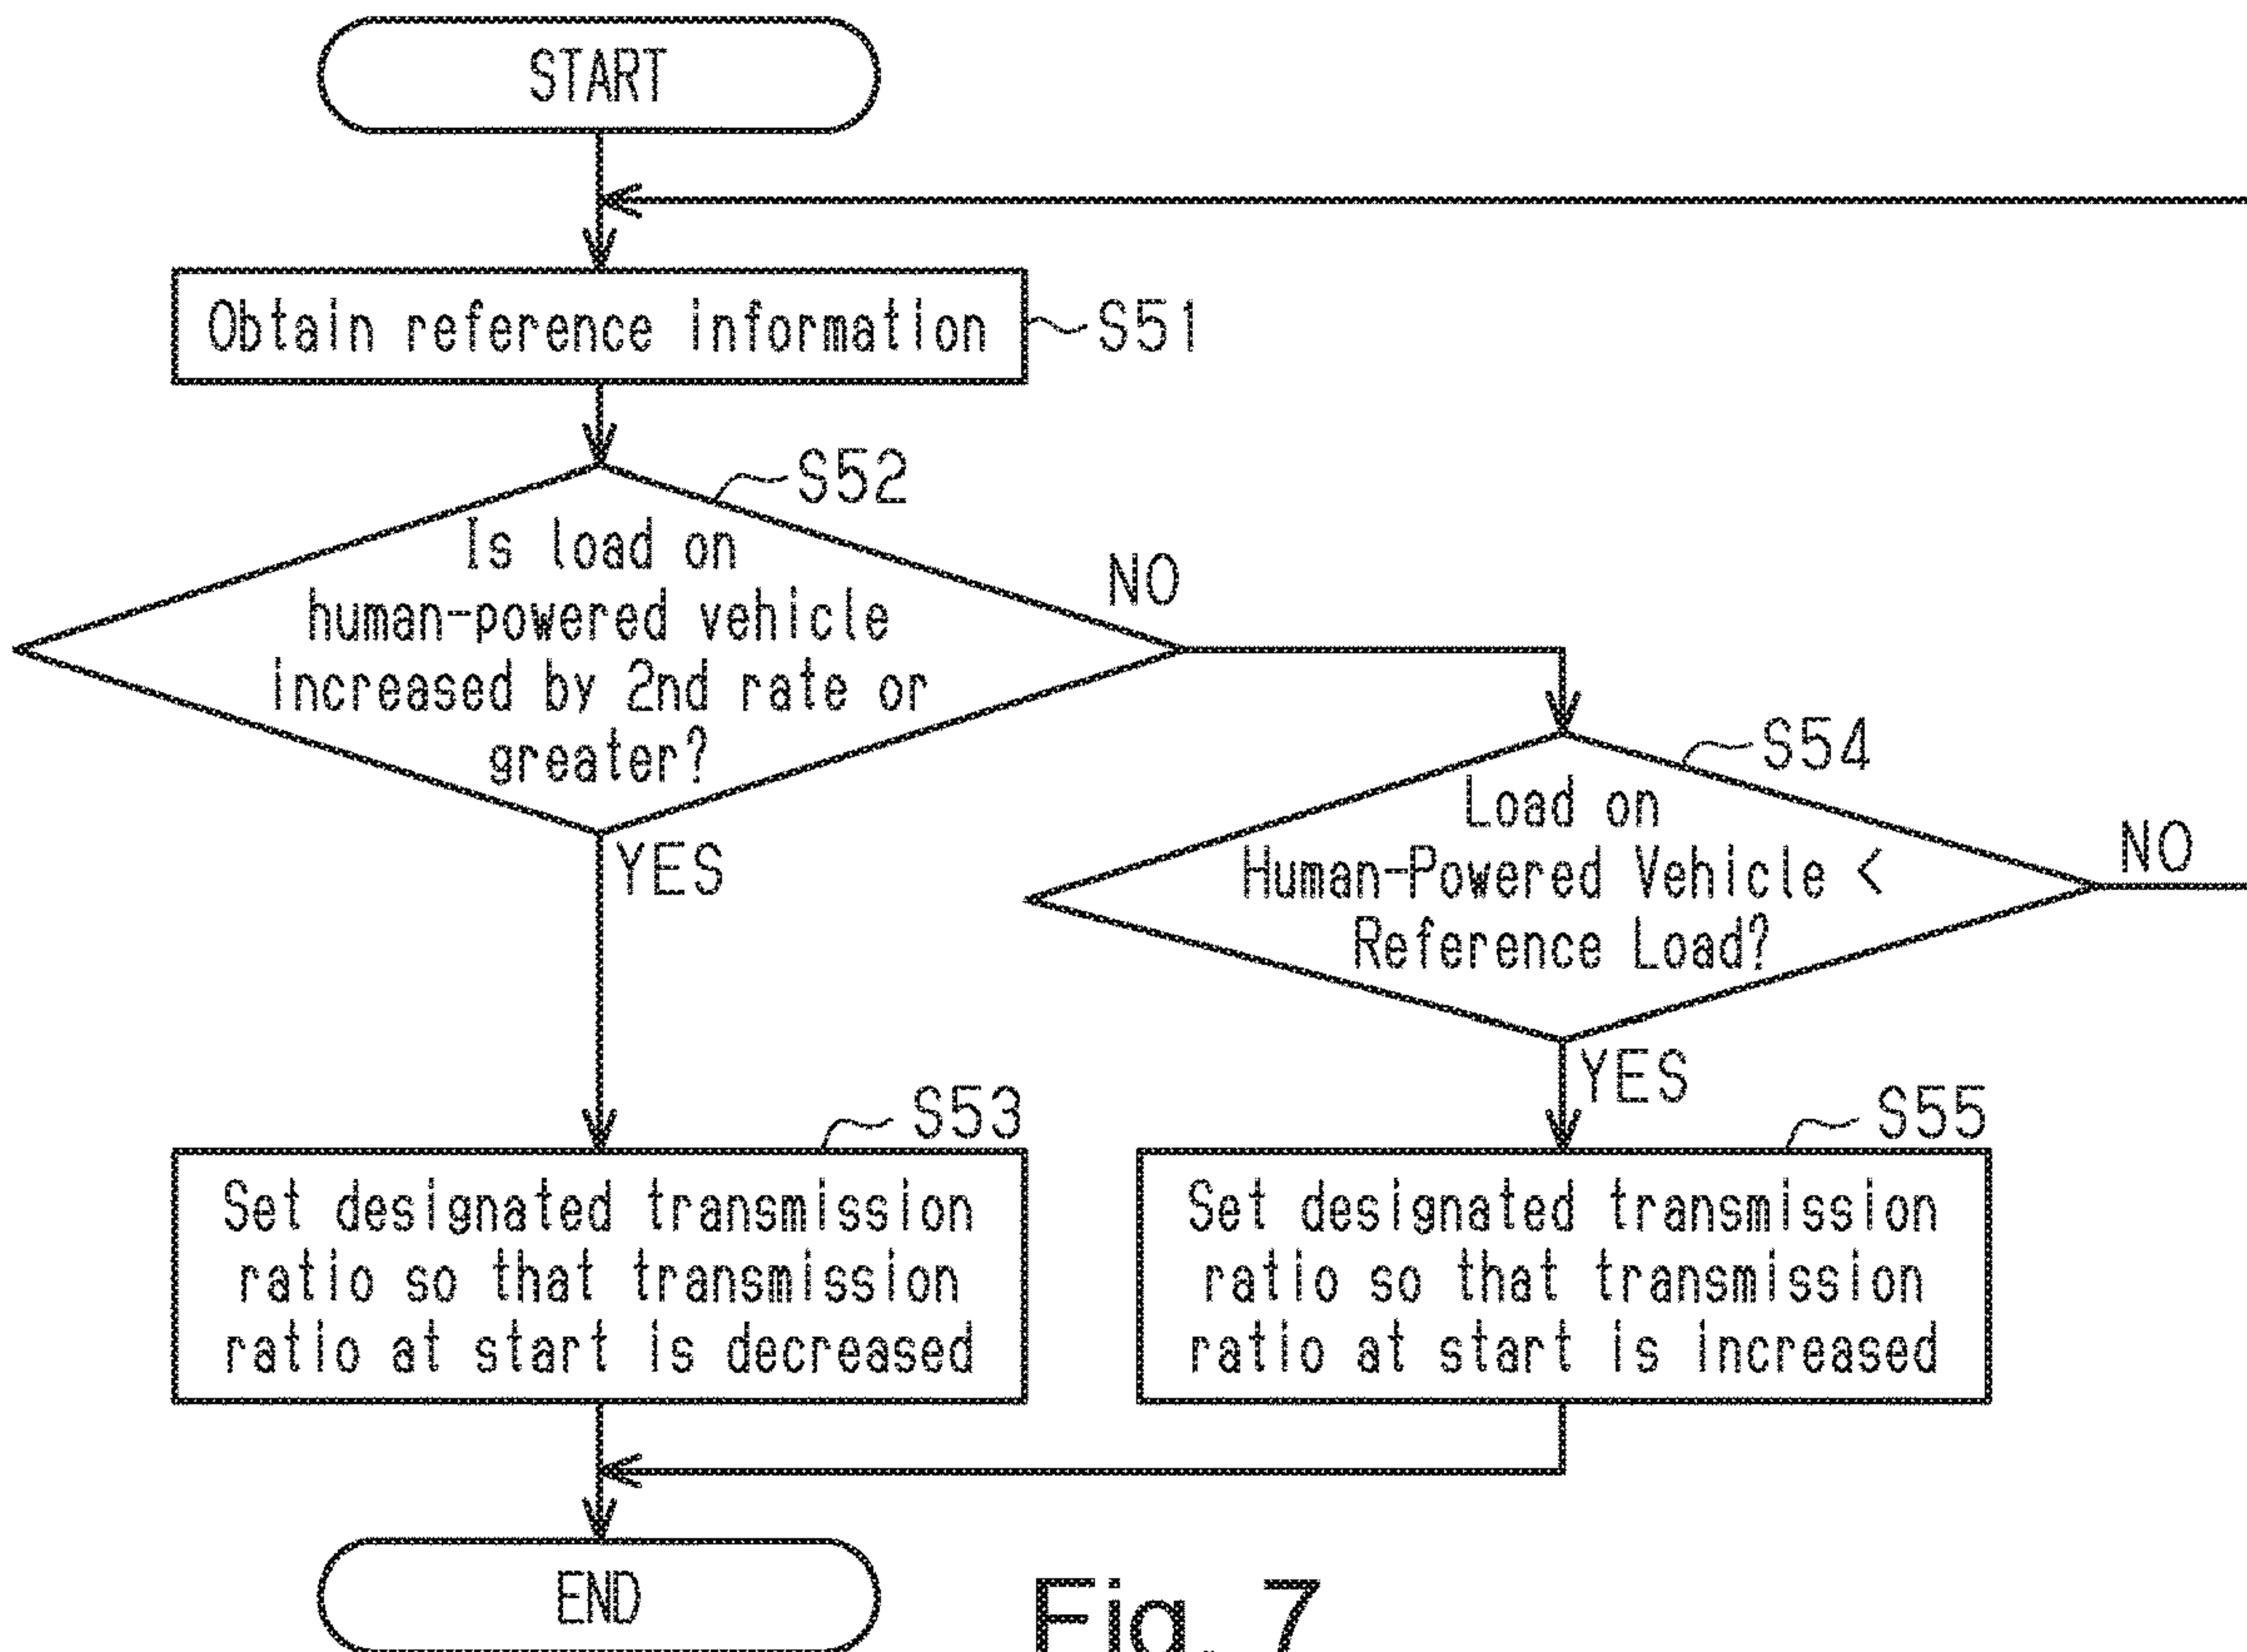 START
Obtain reference information
S51
S52
Is load on
human-powered vehicle
increased by 2nd rate or
greater?
NO
YES
S54
Load on
Human-Powered Vehicle <
Reference Load?
NO
YES
S53
Set designated transmission
ratio so that transmission
ratio at start is decreased
S55
Set designated transmission
ratio so that transmission
ratio at start is increased
END
Fig. 7